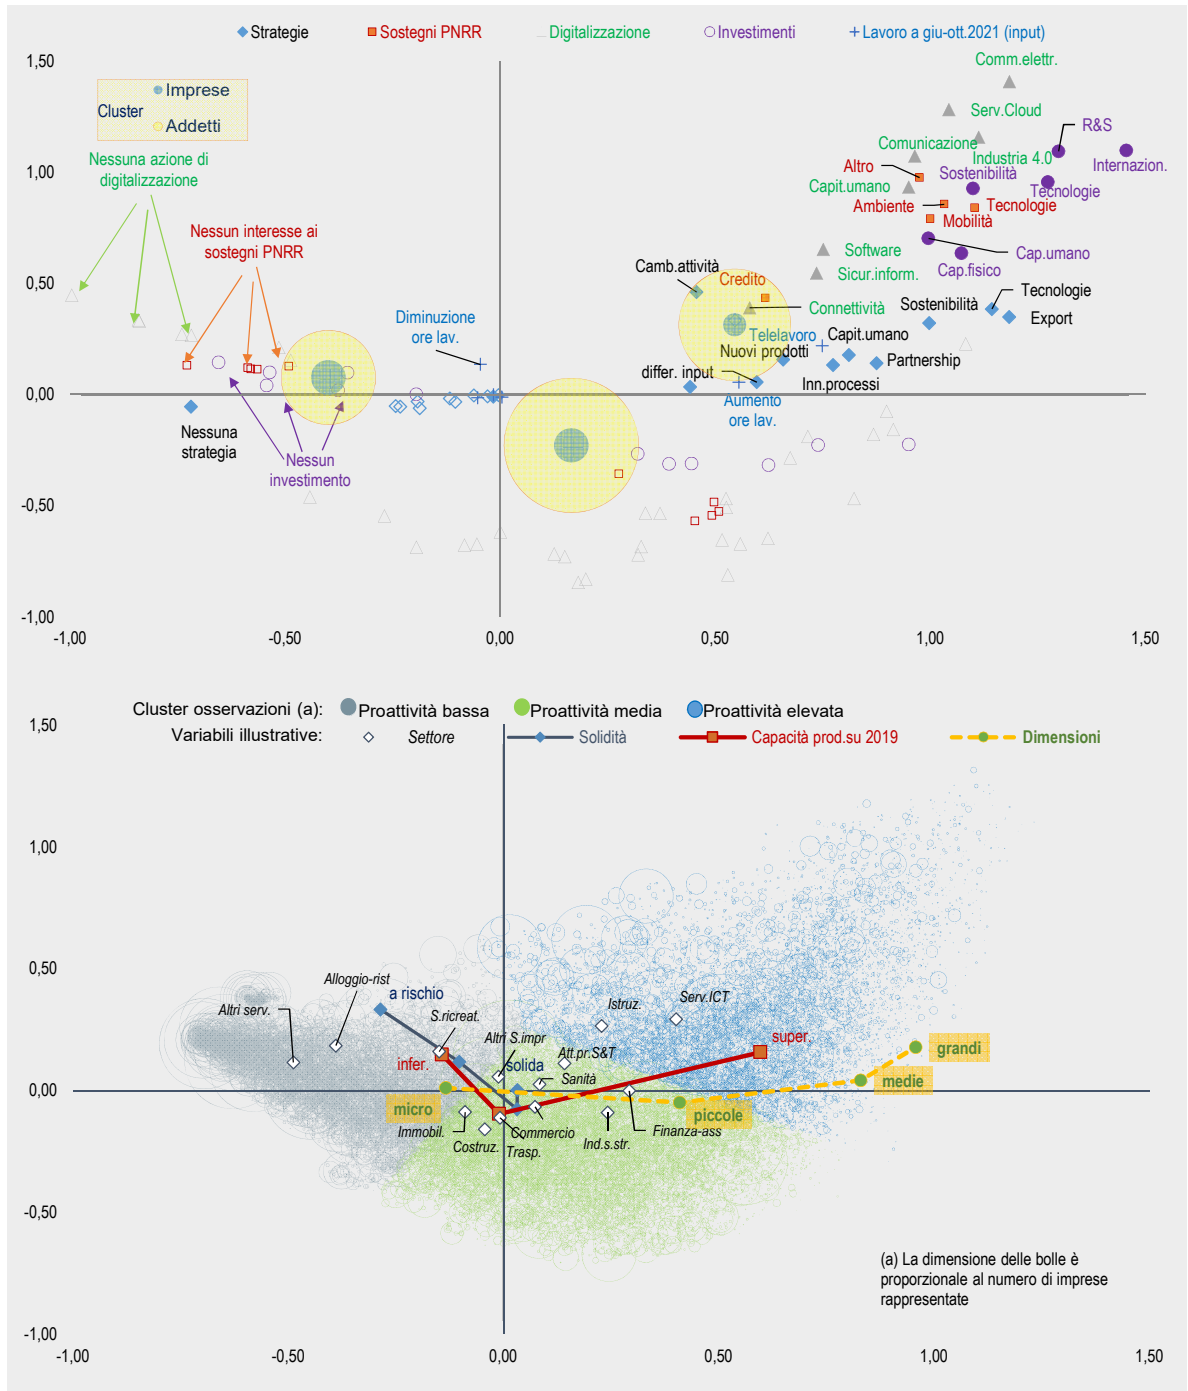 Strategie
Sostegni PNRR
Digitalizzazione
Investimenti
Lavoro a giu-ott.2021 (input)
1,50
Comm.elettr.
Imprese
Cluster
Addetti
Serv.Cloud
R&S
Nessuna azione di
digitalizzazione
Comunicazione
Industria 4.0
Internazion.
1,00
Altro
Sostenibilità
Capit.umano
Tecnologie
Ambiente
Tecnologie
Mobilità
Nessun interesse ai
sostegni PNRR
Software
Cap.umano
Camb.attività
Cap.fisico
Sicur.inform.
Credito
Tecnologie
0,50
Connettività
Sostenibilità
Export
Diminuzione
ore lav.
Telelavoro
Capit.umano
Nuovi prodotti
Partnership
differ. input
Inn.processi
0,00
Aumento
ore lav.
Nessuna
strategia
Nessun
investimento
-0,50
-1,00
-1,00
-0,50
0,00
0,50
1,00
1,50
Cluster osservazioni (a):
Proattività bassa
Proattività media
Proattività elevata
Variabili illustrative:
Settore
Solidità
Capacità prod.su 2019
Dimensioni
1,50
1,00
0,50
Alloggio-rist
a rischio
Altri serv.
S.ricreat.
Istruz.
Serv.ICT
Altri S.impr
super.
grandi
infer.
solida
Att.pr.S&T
Sanità
medie
0,00
micro
piccole
Immobil.
Commercio
Finanza-ass
Costruz.
Trasp.
Ind.s.str.
-0,50
(a) La dimensione delle bolle è
proporzionale al numero di imprese
rappresentate
-1,00
-1,00
-0,50
0,00
0,50
1,00
1,50